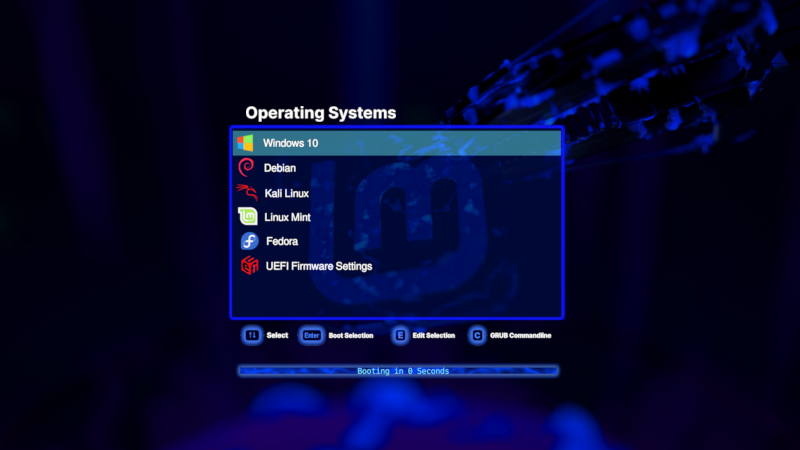 Operating Systems
Windows 10
Debian
Kali Linux
Linux Mint
Fedora
UEFI Firmware Settings
↑↓ Select Enter Boot Selection E Edit Selection C GRUB Commandline
Booting in 0 Seconds